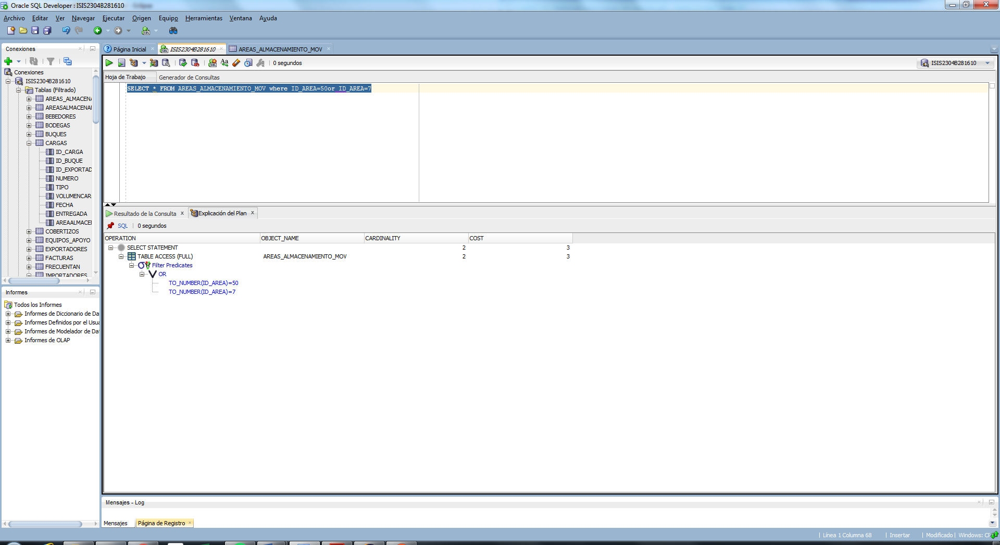 Oracle SQL Developer : ISIS2304B281610
Archivo Editar Ver Navegar Ejecutar Origen Equipo Herramientas Ventana Ayuda
Conexiones
Página Inicial
ISIS2304B281610
AREAS_ALMACENAMIENTO_MOV
0 segundos
ISIS2304B281610
Hoja de Trabajo
Generador de Consultas
SELECT * FROM AREAS_ALMACENAMIENTO_MOV where ID_AREA=50or ID_AREA=7
Conexiones
ISIS2304B281610
Tablas (Filtrado)
AREAS_ALMACENA
AREASALMACENAI
BEBEDORES
BODEGAS
BUQUES
CARGAS
ID_CARGA
ID_BUQUE
ID_EXPORTAD
NUMERO
TIPO
VOLUMENCAR
FECHA
ENTREGADA
AREAALMACEI
COBERTIZOS
EQUIPOS_APOYO
EXPORTADORES
FACTURAS
FRECUENTAN
IMPORTADORES
Resultado de la Consulta
Explicación del Plan
SQL
0 segundos
OPERATION OBJECT_NAME CARDINALITY COST
SELECT STATEMENT 2 3
TABLE ACCESS (FULL) AREAS_ALMACENAMIENTO_MOV 2 3
Filter Predicates
OR
TO_NUMBER(ID_AREA)=50
TO_NUMBER(ID_AREA)=7
Informes
Todos los Informes
Informes de Diccionario de Da
Informes Definidos por el Usua
Informes de Modelador de Dat
Informes de OLAP
Mensajes - Log
Mensajes
Página de Registro
Línea 1 Columna 68
Insertar
Modificado
Windows: